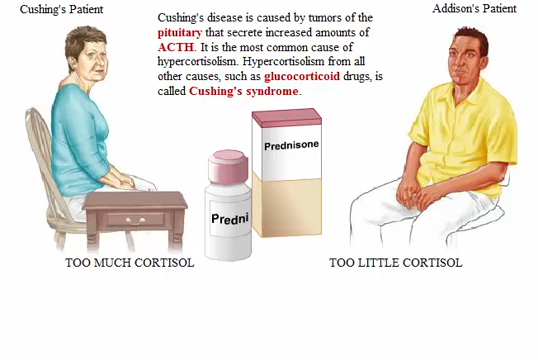 Cushing's Patient
Addison's Patient
Cushing's disease is caused by tumors of the
pituitary that secrete increased amounts of
ACTH. It is the most common cause of
hypercortisolism. Hypercortisolism from all
other causes, such as glucocorticoid drugs, is
called Cushing's syndrome.
Prednisone
Predni
TOO MUCH CORTISOL
TOO LITTLE CORTISOL